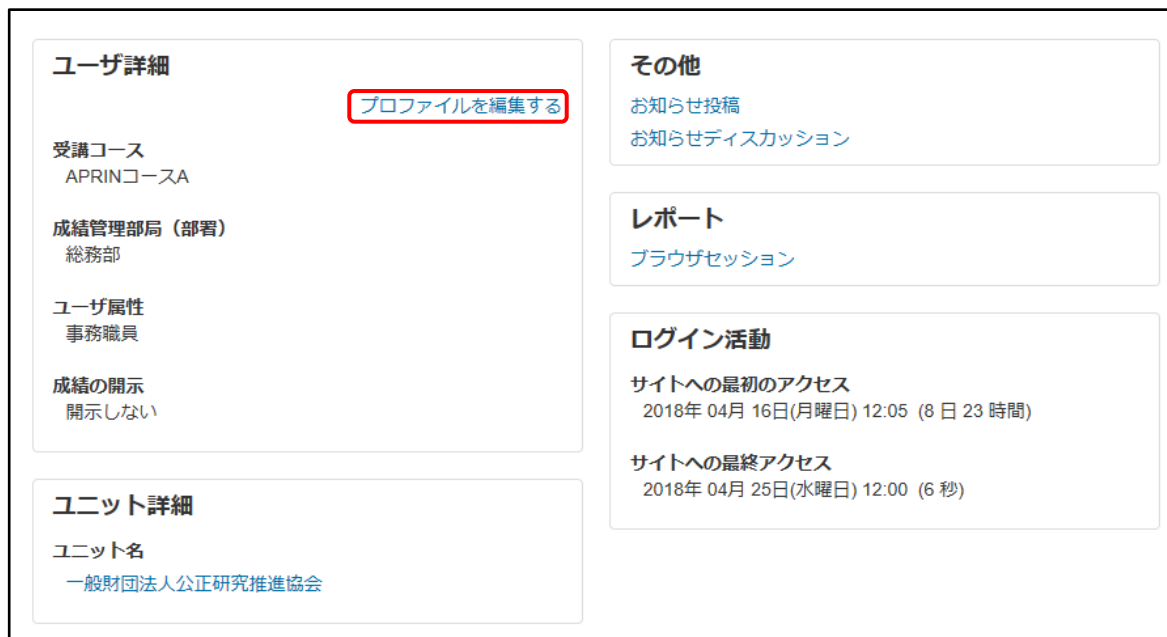 ユーザ詳細
プロファイルを編集する
受講コース
APRINコースA
成績管理部局（部署）
総務部
ユーザ属性
事務職員
成績の開示
開示しない
ユニット詳細
ユニット名
一般財団法人公正研究推進協会
その他
お知らせ投稿
お知らせディスカッション
レポート
ブラウザセッション
ログイン活動
サイトへの最初のアクセス
2018年 04月 16日(月曜日) 12:05 (8 日 23 時間)
サイトへの最終アクセス
2018年 04月 25日(水曜日) 12:00 (6 秒)